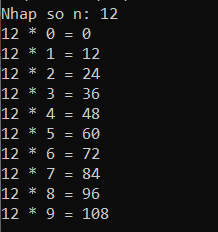 Nhap so n: 12
12 * 0 = 0
12 * 1 = 12
12 * 2 = 24
12 * 3 = 36
12 * 4 = 48
12 * 5 = 60
12 * 6 = 72
12 * 7 = 84
12 * 8 = 96
12 * 9 = 108